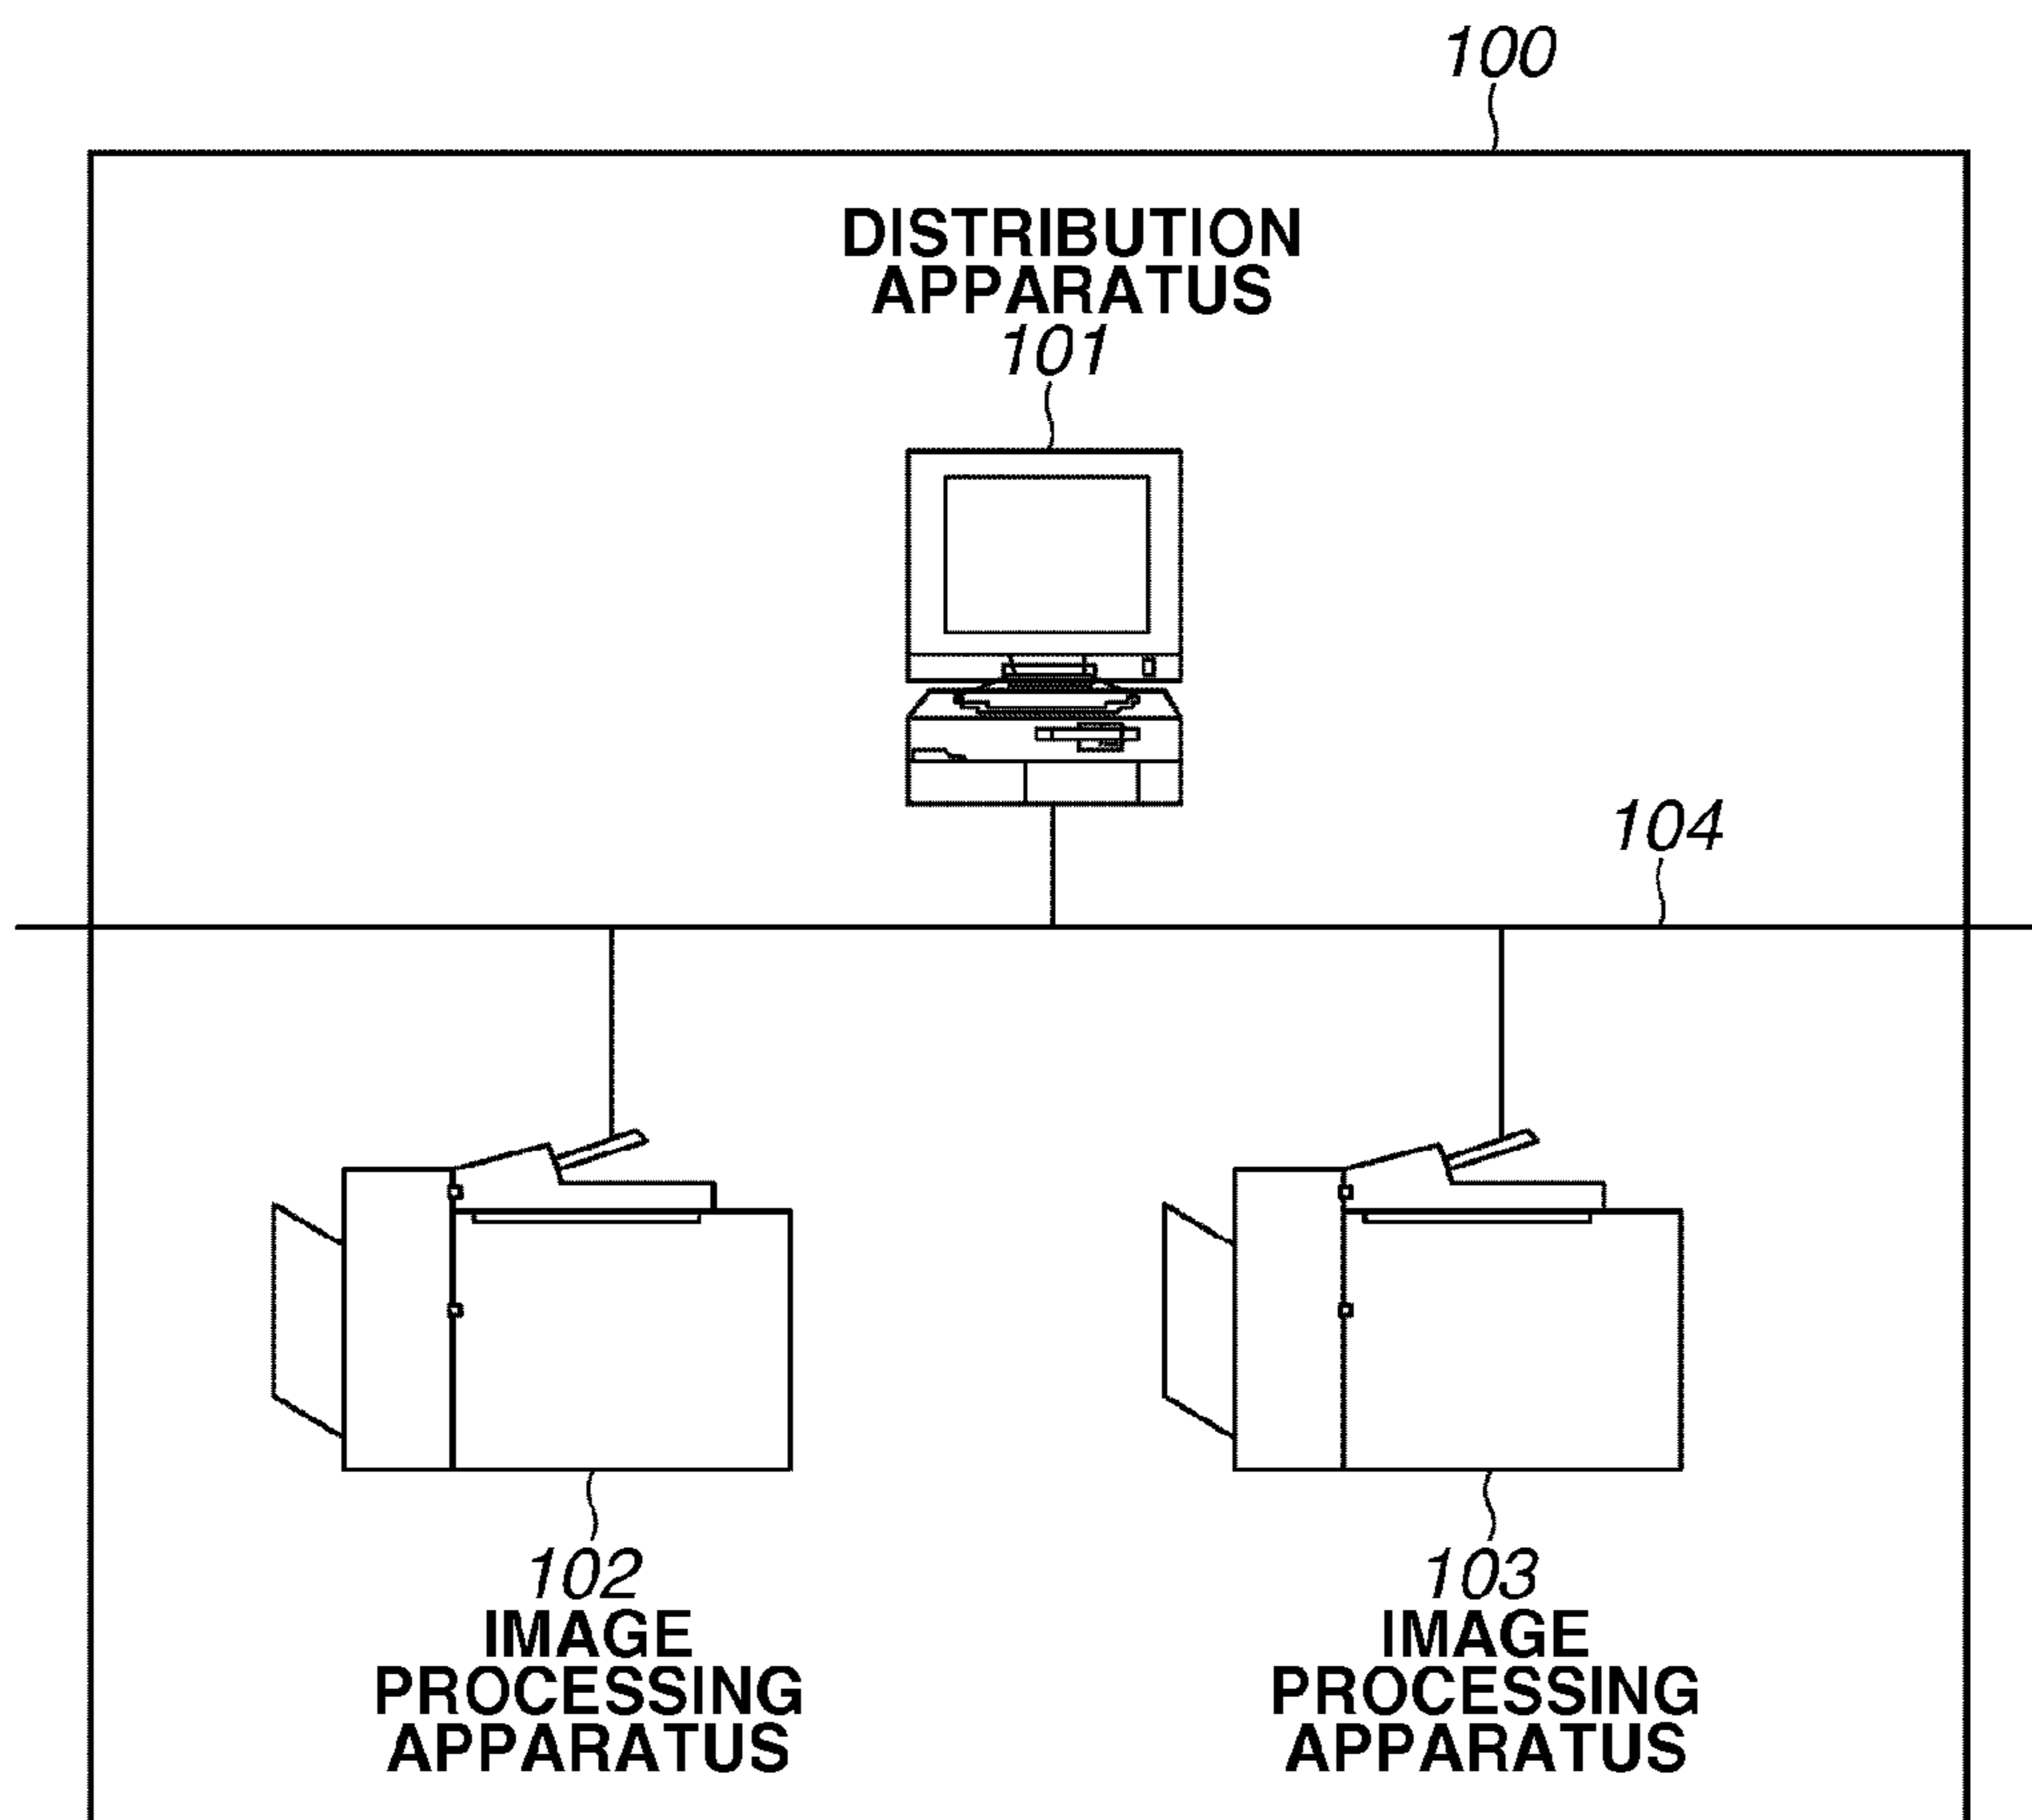 100
DISTRIBUTION
APPARATUS
101
104
102
IMAGE
PROCESSING
APPARATUS
103
IMAGE
PROCESSING
APPARATUS